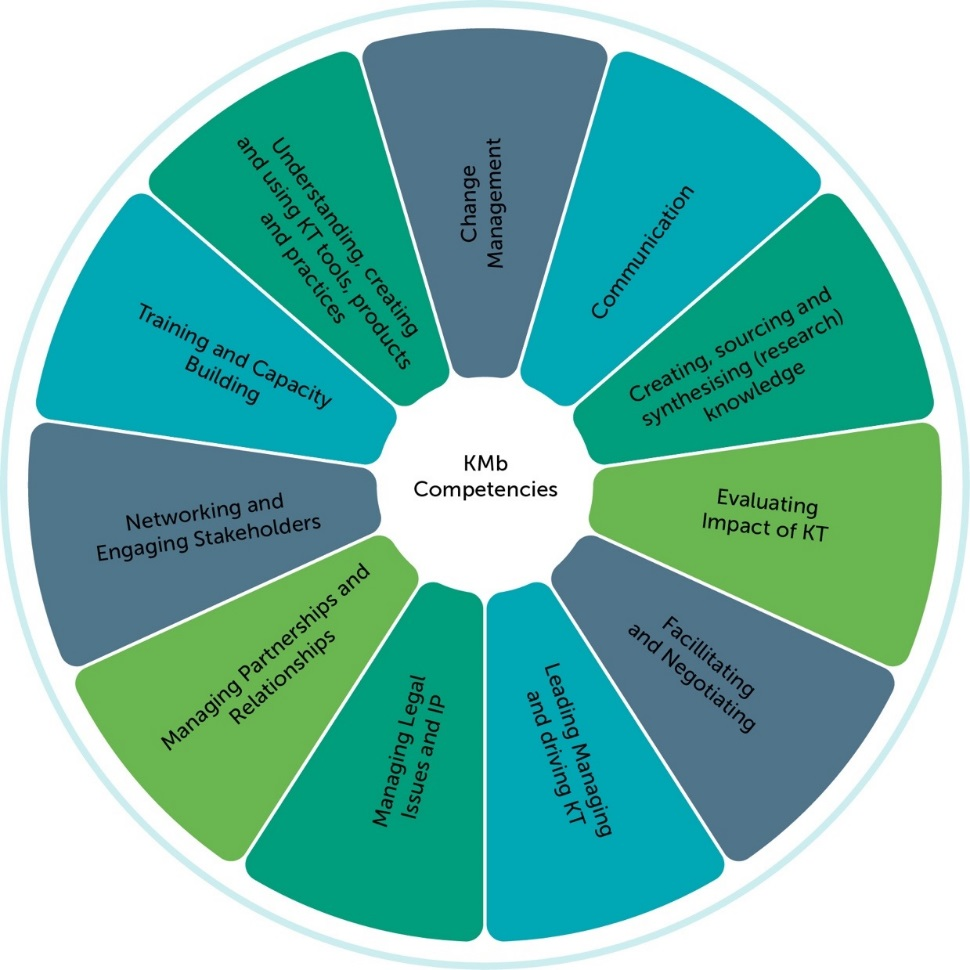 KMb
Competencies
Change
Management
Communication
Creating, sourcing and
synthesising (research)
knowledge
Evaluating
Impact of KT
Facillitating
and Negotiating
Leading Managing
and driving KT
Managing Legal
Issues and IP
Managing Partnerships and
Relationships
Networking and
Engaging Stakeholders
Training and Capacity
Building
Understanding, creating
and using KT tools, products
and practices